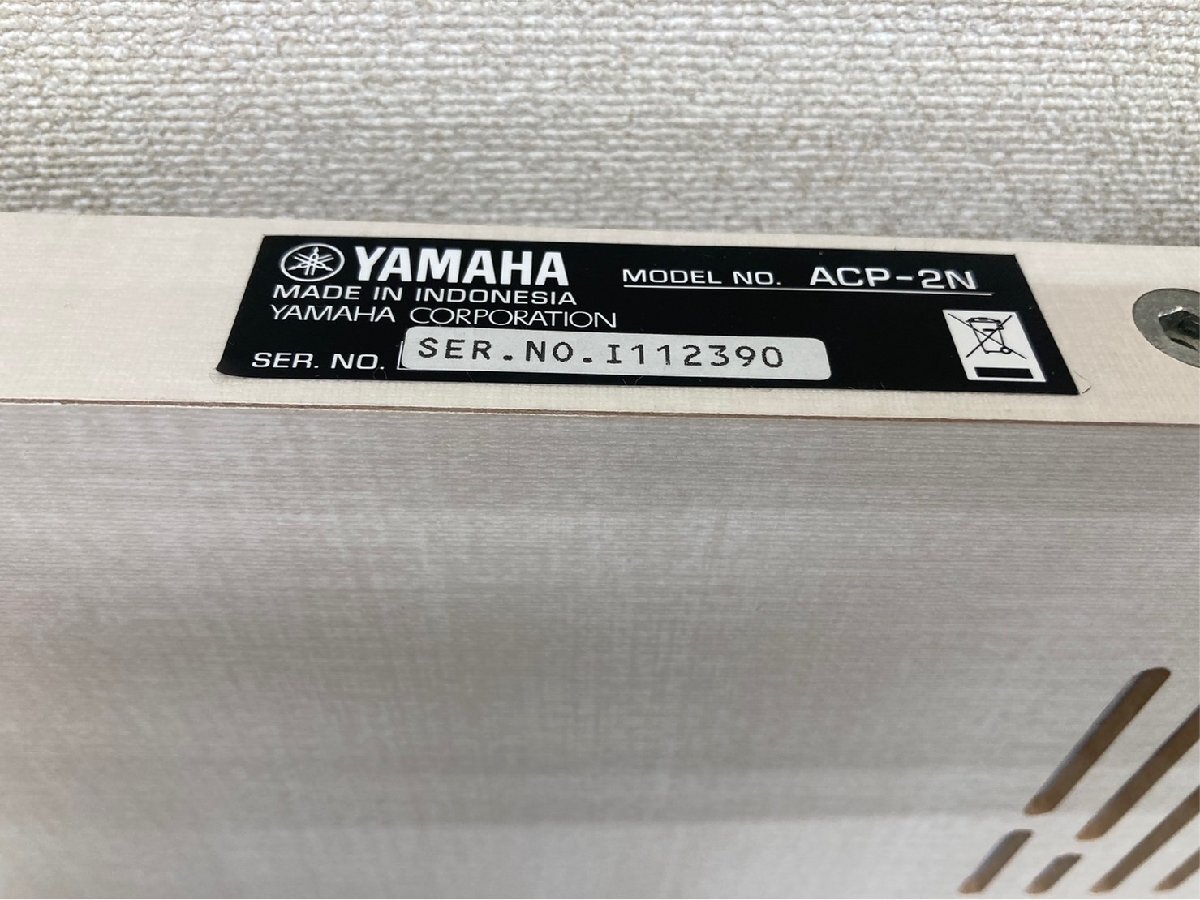 YAMAHA
MODEL NO. ACP-2N
MADE IN INDONESIA
YAMAHA CORPORATION
SER. NO. SER.NO.I112390